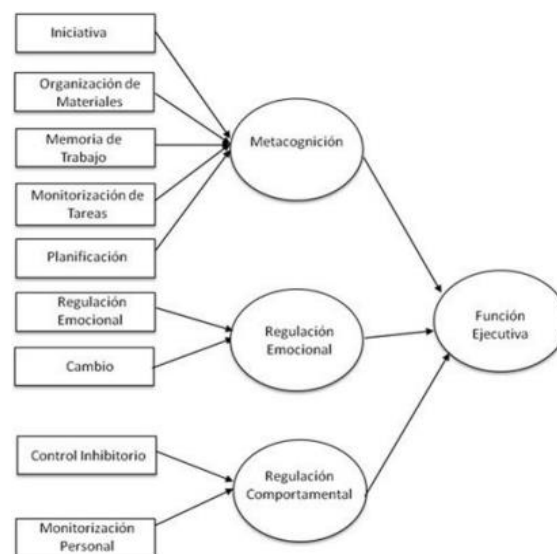 Iniciativa
Organización de
Materiales
Memoria de
Trabajo
Monitorización de
Tareas
Planificación
Regulación
Emocional
Cambio
Control Inhibitorio
Monitorización
Personal
Metacognición
Regulación
Emocional
Regulación
Comportamental
Función
Ejecutiva